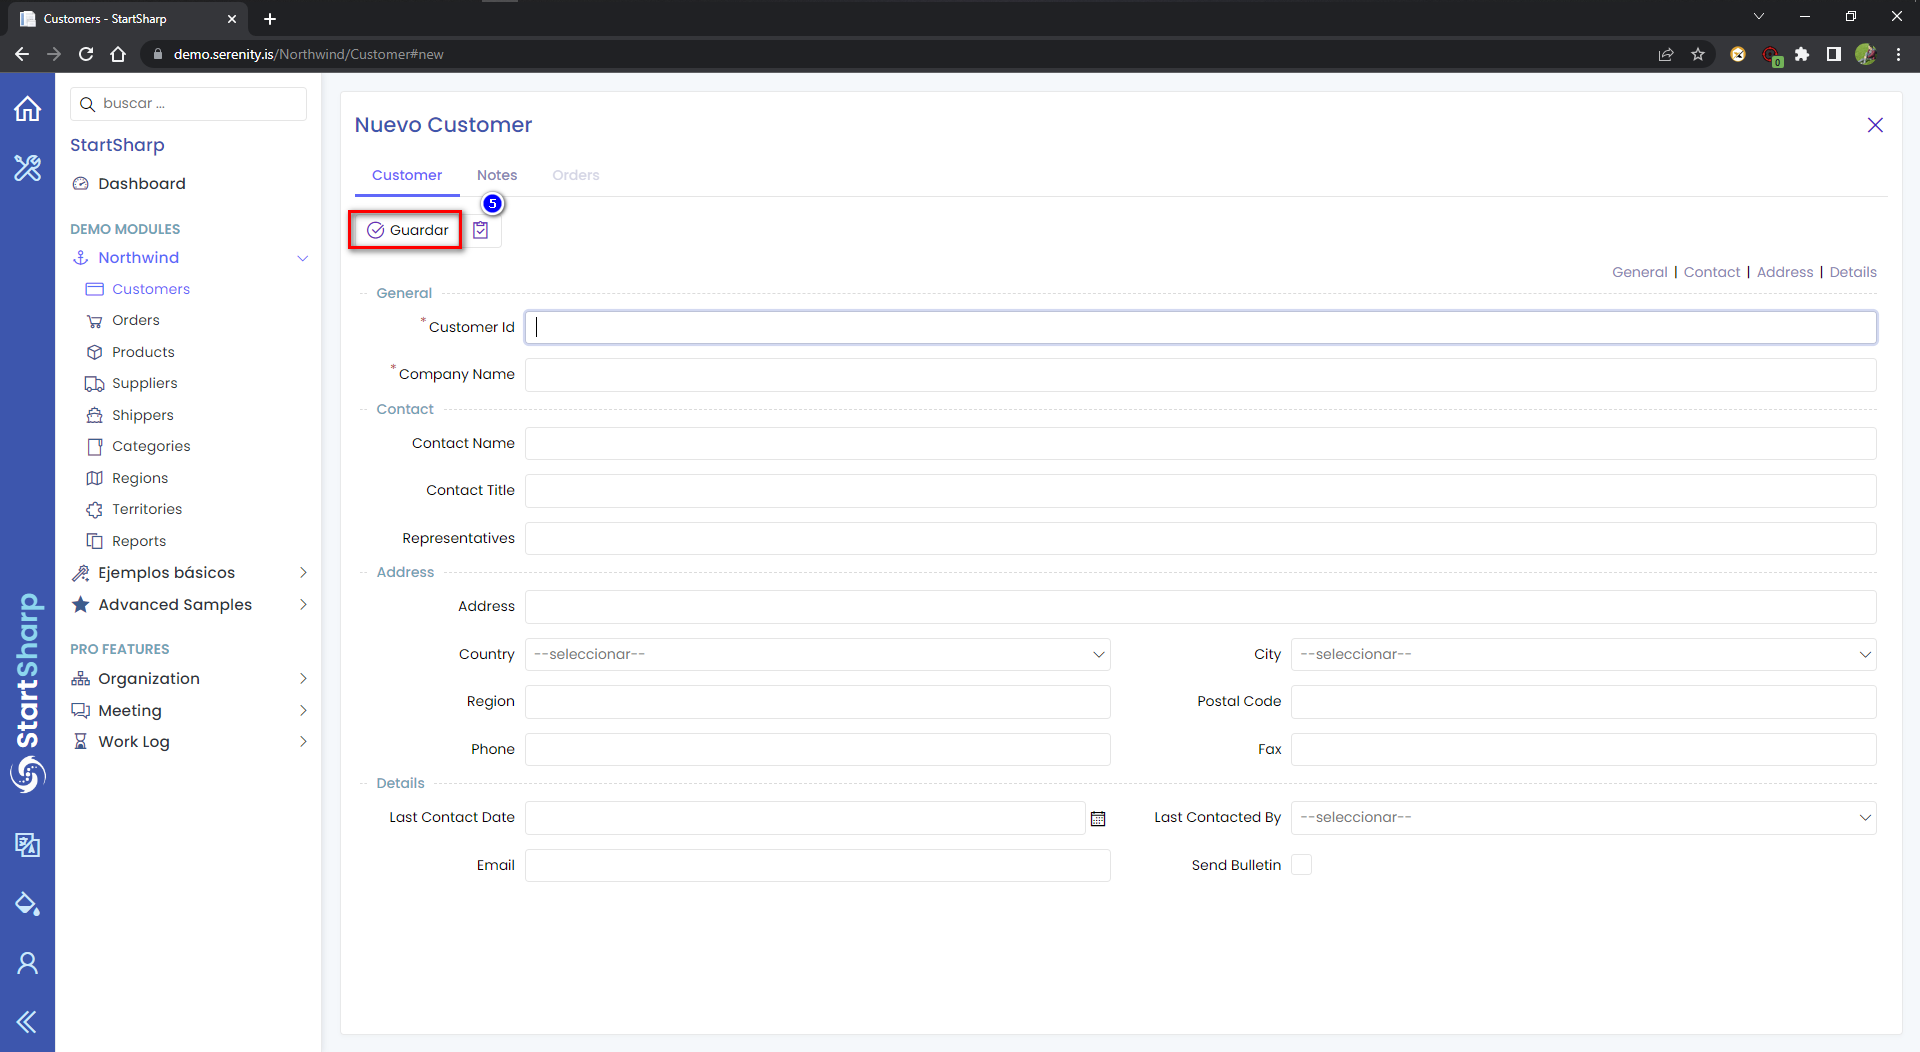 Customers - StartSharp
demo.serenity.is/Northwind/Customer#new
0
buscar ...
StartSharp
Dashboard
DEMO MODULES
Northwind
Customers
Orders
Products
Suppliers
Shippers
Categories
Regions
Territories
Reports
Ejemplos básicos
Advanced Samples
PRO FEATURES
Organization
Meeting
Work Log
StartSharp
Nuevo Customer
Customer Notes Orders
5
Guardar
General | Contact | Address | Details
General
*Customer Id
*Company Name
Contact
Contact Name
Contact Title
Representatives
Address
Address
Country --seleccionar-- City --seleccionar--
Region Postal Code
Phone Fax
Details
Last Contact Date Last Contacted By --seleccionar--
Email Send Bulletin